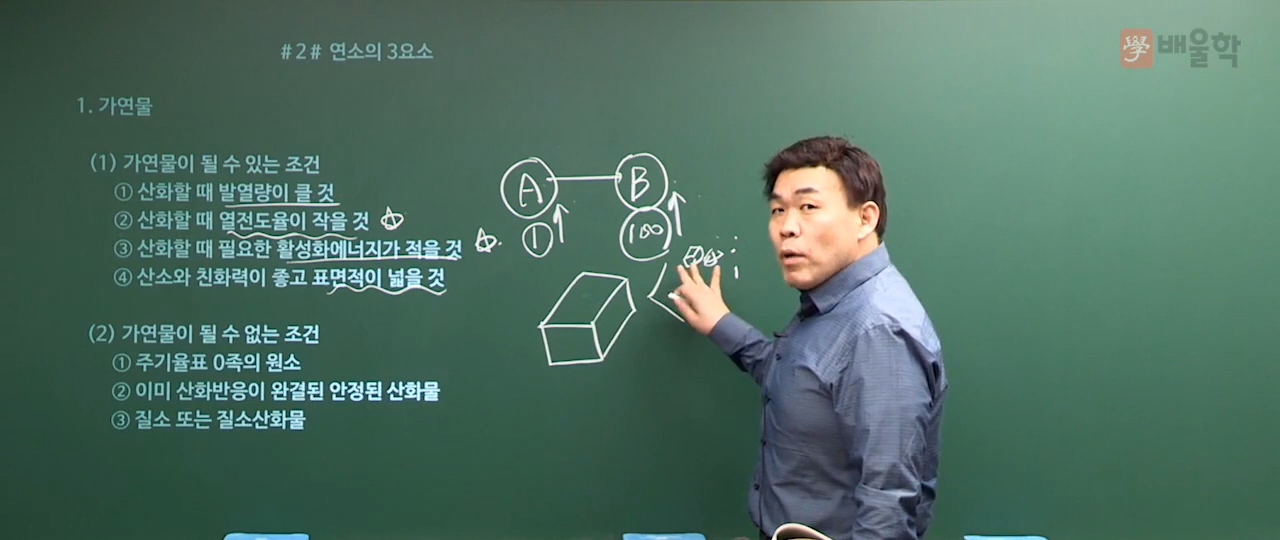 #2# 연소의 3요소
學 배울학
1. 가연물
(1) 가연물이 될 수 있는 조건
① 산화할 때 발열량이 클 것
② 산화할 때 열전도율이 작을 것
③ 산화할 때 필요한 활성화에너지가 적을 것
④ 산소와 친화력이 좋고 표면적이 넓을 것
(2) 가연물이 될 수 없는 조건
① 주기율표 0족의 원소
② 이미 산화반응이 완결된 안정된 산화물
③ 질소 또는 질소산화물
A B
1 100